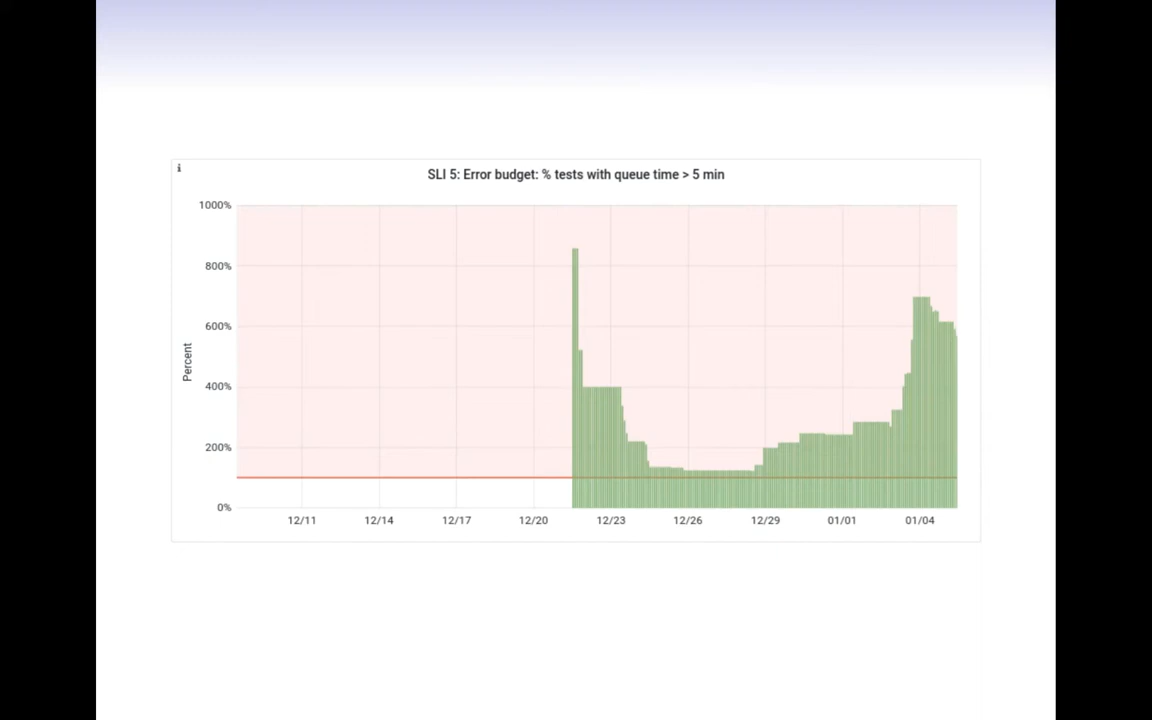 i
SLI 5: Error budget: % tests with queue time > 5 min
1000%
800%
600%
400%
200%
0%
Percent
12/11 12/14 12/17 12/20 12/23 12/26 12/29 01/01 01/04